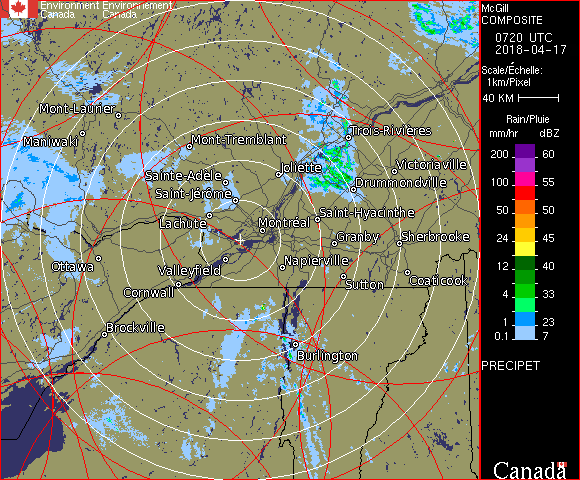 Environment Environnement
Canada Canada
McGill
COMPOSITE
0720 UTC
2018-04-17
Scale/Échelle:
1km/Pixel
40 KM
Rain/Pluie
mm/hr dBZ
200 60
100 55
50 50
24 45
12 40
4 33
1 23
0.1 7
PRECIPET
Canada
Mont-Laurier
Maniwaki
Mont-Tremblant
Trois-Rivières
Sainte-Adèle
Joliette
Victoriaville
Saint-Jérôme
Drummondville
Lachute
Saint-Hyacinthe
Montréal
Granby
Sherbrooke
Ottawa
Valleyfield
Napierville
Cornwall
Sutton
Coaticook
Brockville
Burlington